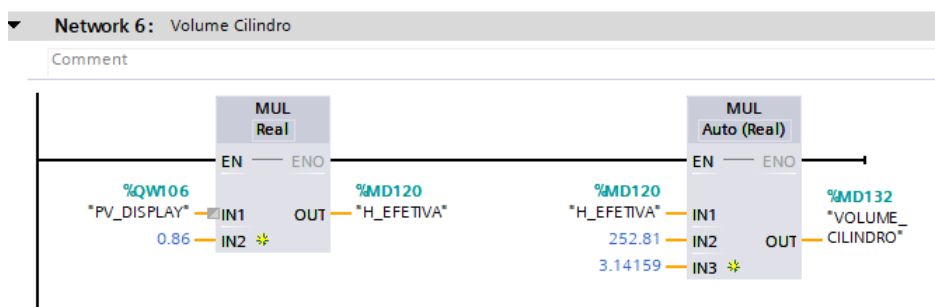 Network 6: Volume Cilindro
Comment
MUL
Real
EN ENO
%QW106
"PV_DISPLAY" IN1
0.86 IN2
OUT
%MD120
"H_EFETIVA"
MUL
Auto (Real)
EN ENO
%MD120
"H_EFETIVA" IN1
252.81 IN2
3.14159 IN3
OUT
%MD132
"VOLUME_
CILINDRO"